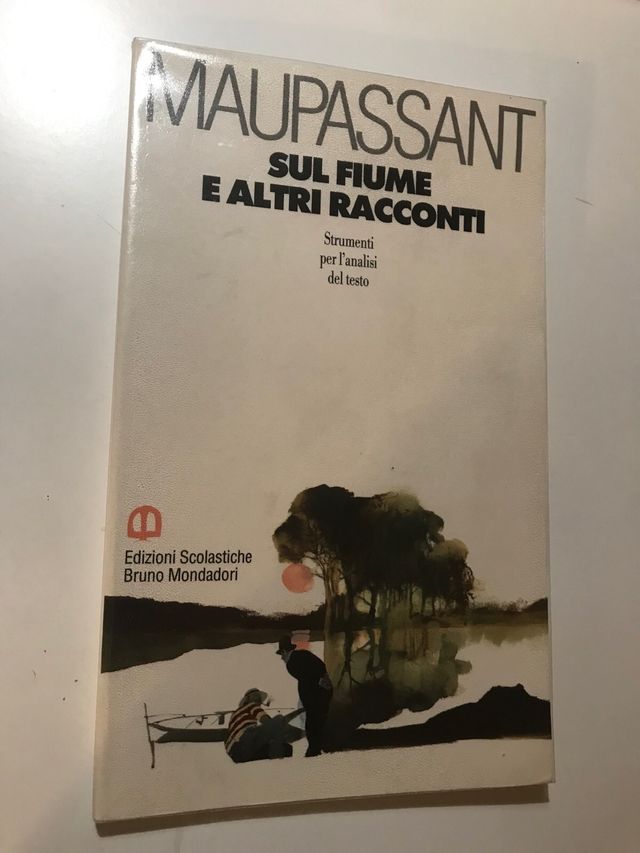 MAUPASSANT
SUL FIUME
E ALTRI RACCONTI
Strumenti
per l'analisi
del testo
Edizioni Scolastiche
Bruno Mondadori